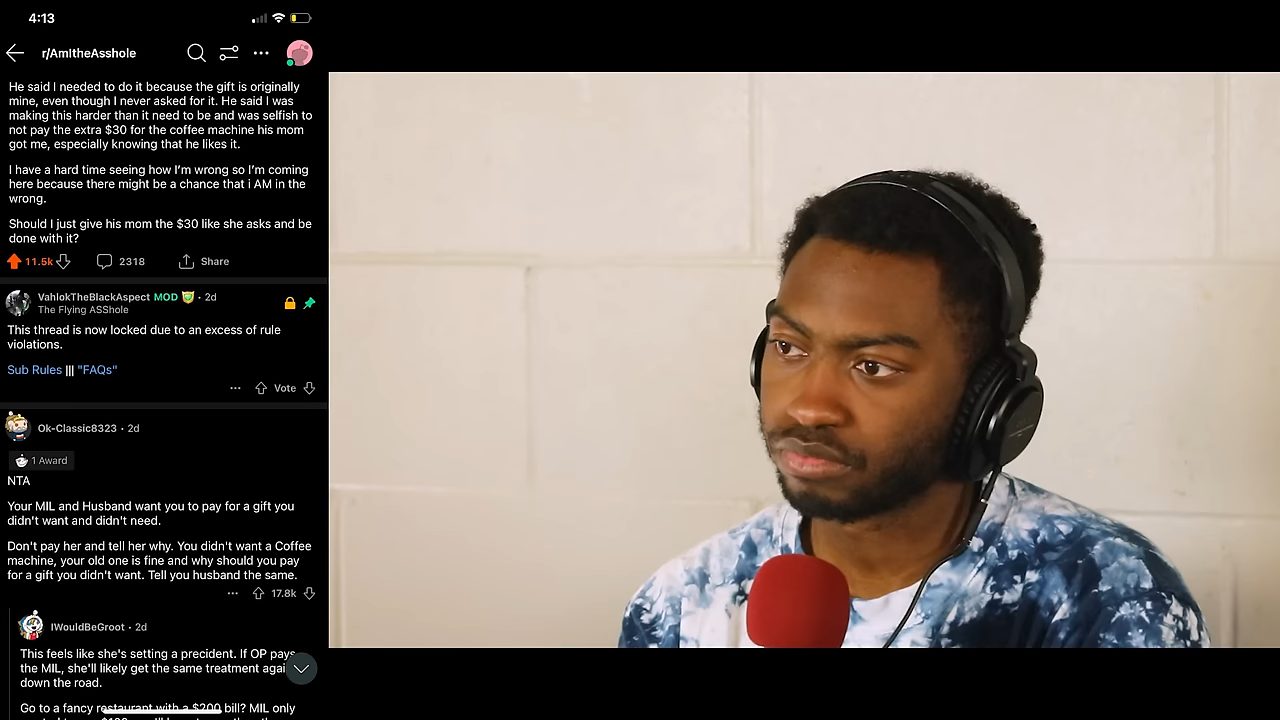 4:13
r/AmItheAsshole
He said I needed to do it because the gift is originally
mine, even though I never asked for it. He said I was
making this harder than it need to be and was selfish to
not pay the extra $30 for the coffee machine his mom
got me, especially knowing that he likes it.
I have a hard time seeing how I'm wrong so I'm coming
here because there might be a chance that i AM in the
wrong.
Should I just give his mom the $30 like she asks and be
done with it?
11.5k 2318 Share
VahlokTheBlackAspect MOD · 2d
The Flying ASShole
This thread is now locked due to an excess of rule
violations.
Sub Rules ||| "FAQs"
Vote
Ok-Classic8323 · 2d
1 Award
NTA
Your MIL and Husband want you to pay for a gift you
didn't want and didn't need.
Don't pay her and tell her why. You didn't want a Coffee
machine, your old one is fine and why should you pay
for a gift you didn't want. Tell you husband the same.
17.8k
IWouldBeGroot · 2d
This feels like she's setting a precident. If OP pays
the MIL, she'll likely get the same treatment agai
down the road.
Go to a fancy restaurant with a $200 bill? MIL only